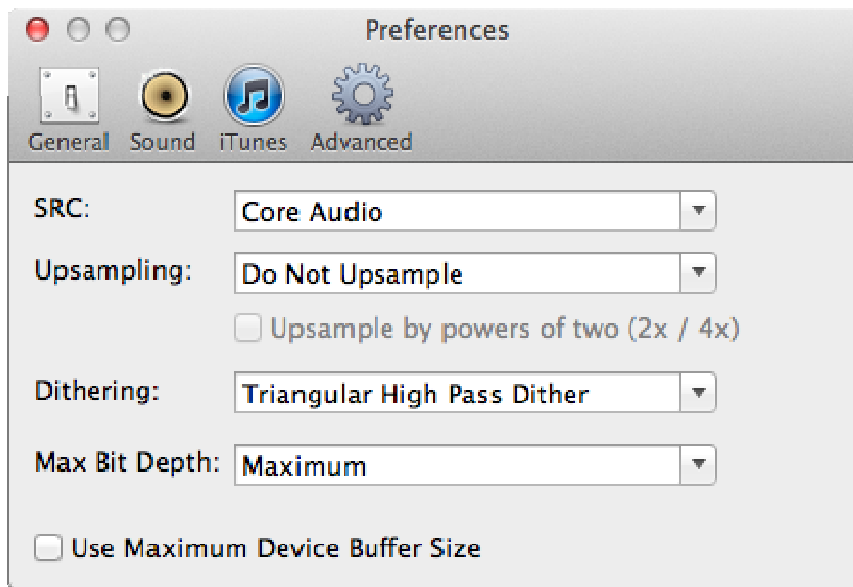 Preferences
General Sound iTunes Advanced
SRC: Core Audio
Upsampling: Do Not Upsample
Upsample by powers of two (2x / 4x)
Dithering: Triangular High Pass Dither
Max Bit Depth: Maximum
Use Maximum Device Buffer Size